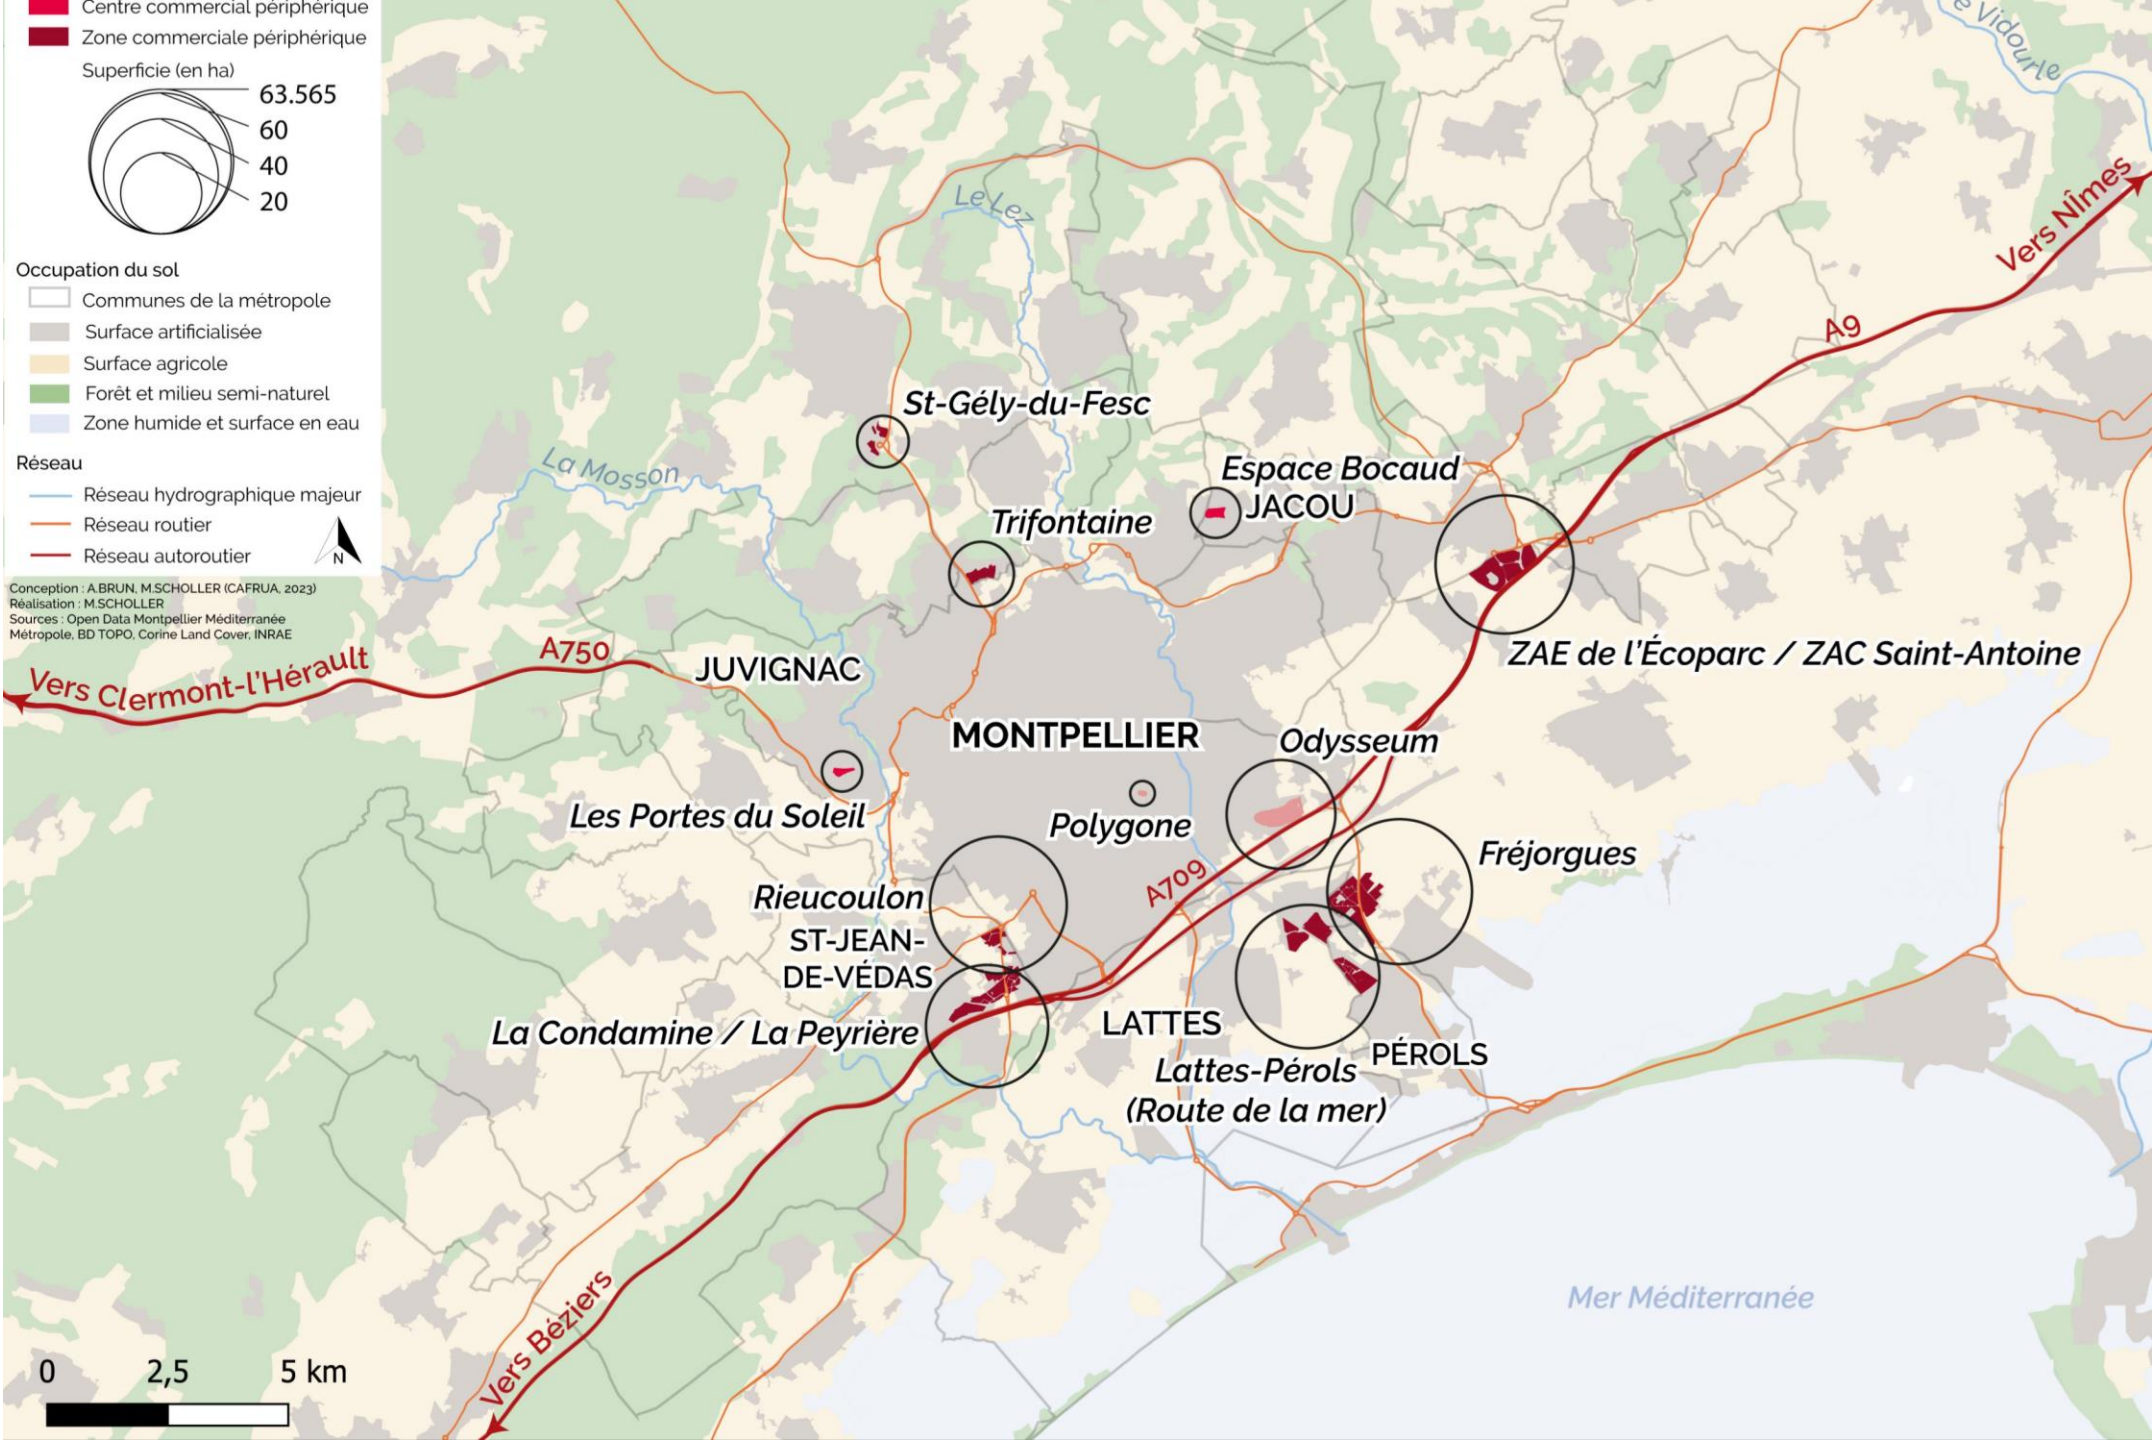 Centre commercial périphérique
Zone commerciale périphérique
Superficie (en ha)
63.565
60
40
20
Occupation du sol
Communes de la métropole
Surface artificialisée
Surface agricole
Forêt et milieu semi-naturel
Zone humide et surface en eau
Réseau
Réseau hydrographique majeur
Réseau routier
Réseau autoroutier
N
Conception : A.BRUN, M.SCHOLLER (CAFRUA, 2023)
Réalisation : M.SCHOLLER
Sources : Open Data Montpellier Méditerranée
Métropole, BD TOPO, Corine Land Cover, INRAE
Vidourle
Le Lez
Vers Nîmes
A9
St-Gély-du-Fesc
La Mosson
Espace Bocaud
JACOU
Trifontaine
ZAE de l'Écoparc / ZAC Saint-Antoine
A750
Vers Clermont-l'Hérault
JUVIGNAC
MONTPELLIER
Odysseum
Les Portes du Soleil
Polygone
Fréjorgues
A709
Rieucoulon
ST-JEAN-
DE-VÉDAS
La Condamine / La Peyrière
LATTES
PÉROLS
Lattes-Pérols
(Route de la mer)
Mer Méditerranée
Vers Béziers
0 2,5 5 km